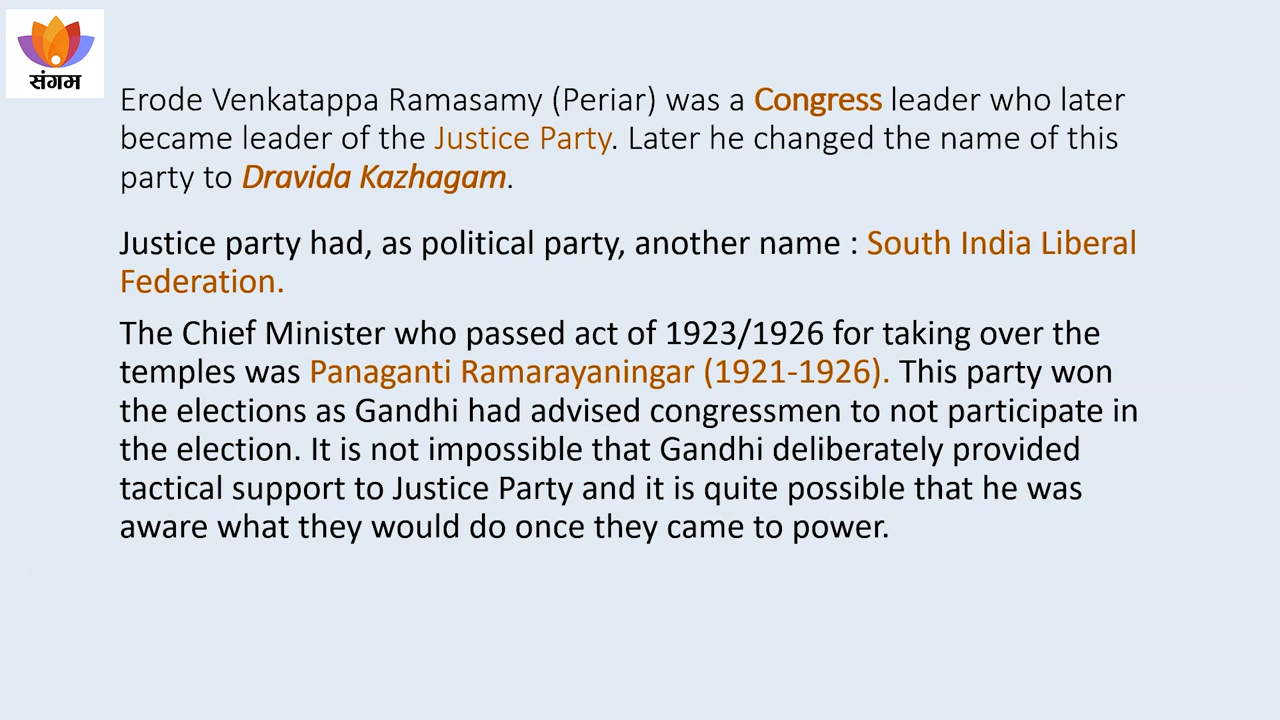 संगम
Erode Venkatappa Ramasamy (Periar) was a Congress leader who later
became leader of the Justice Party. Later he changed the name of this
party to Dravida Kazhagam.
Justice party had, as political party, another name : South India Liberal
Federation.
The Chief Minister who passed act of 1923/1926 for taking over the
temples was Panaganti Ramarayaningar (1921-1926). This party won
the elections as Gandhi had advised congressmen to not participate in
the election. It is not impossible that Gandhi deliberately provided
tactical support to Justice Party and it is quite possible that he was
aware what they would do once they came to power.